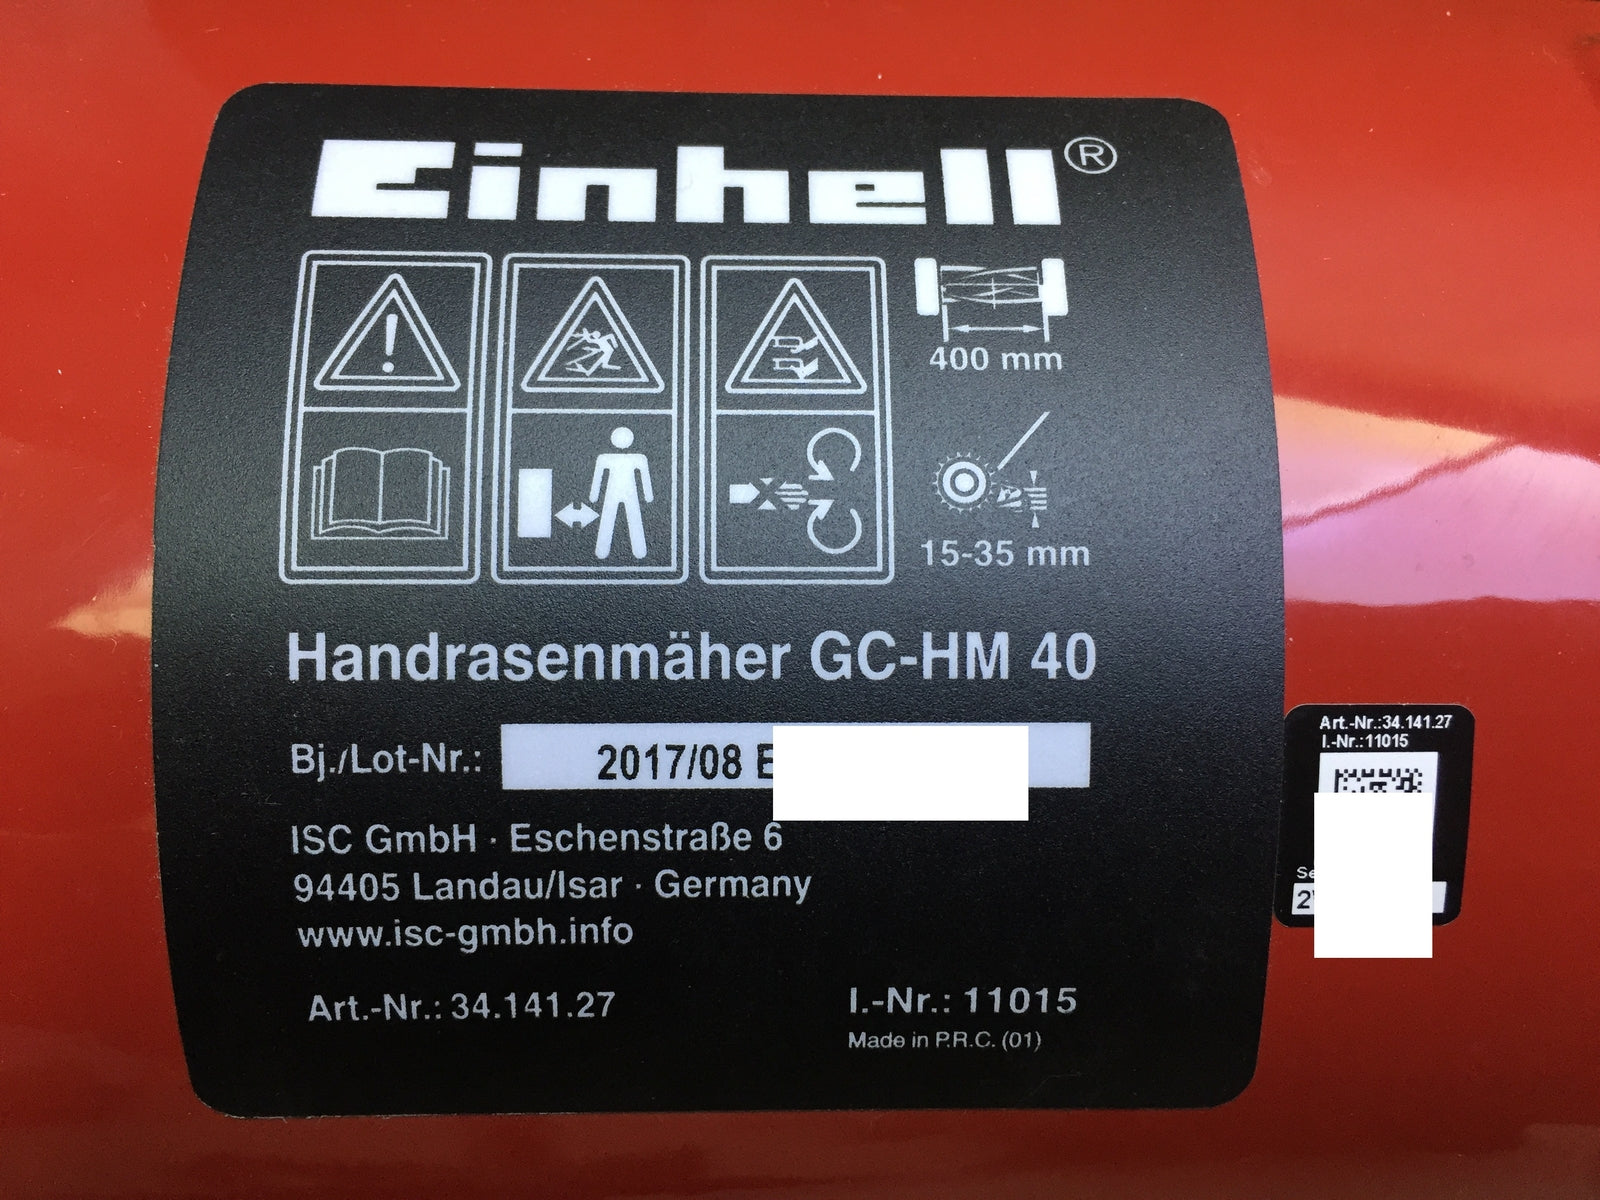 Einhell®
400 mm
15-35 mm
Handrasenmäher GC-HM 40
Bj./Lot-Nr.: 2017/08
ISC GmbH · Eschenstraße 6
94405 Landau/Isar · Germany
www.isc-gmbh.info
Art.-Nr.: 34.141.27
I.-Nr.: 11015
Made in P.R.C. (01)
Art.-Nr.:34.141.27
I.-Nr.:11015